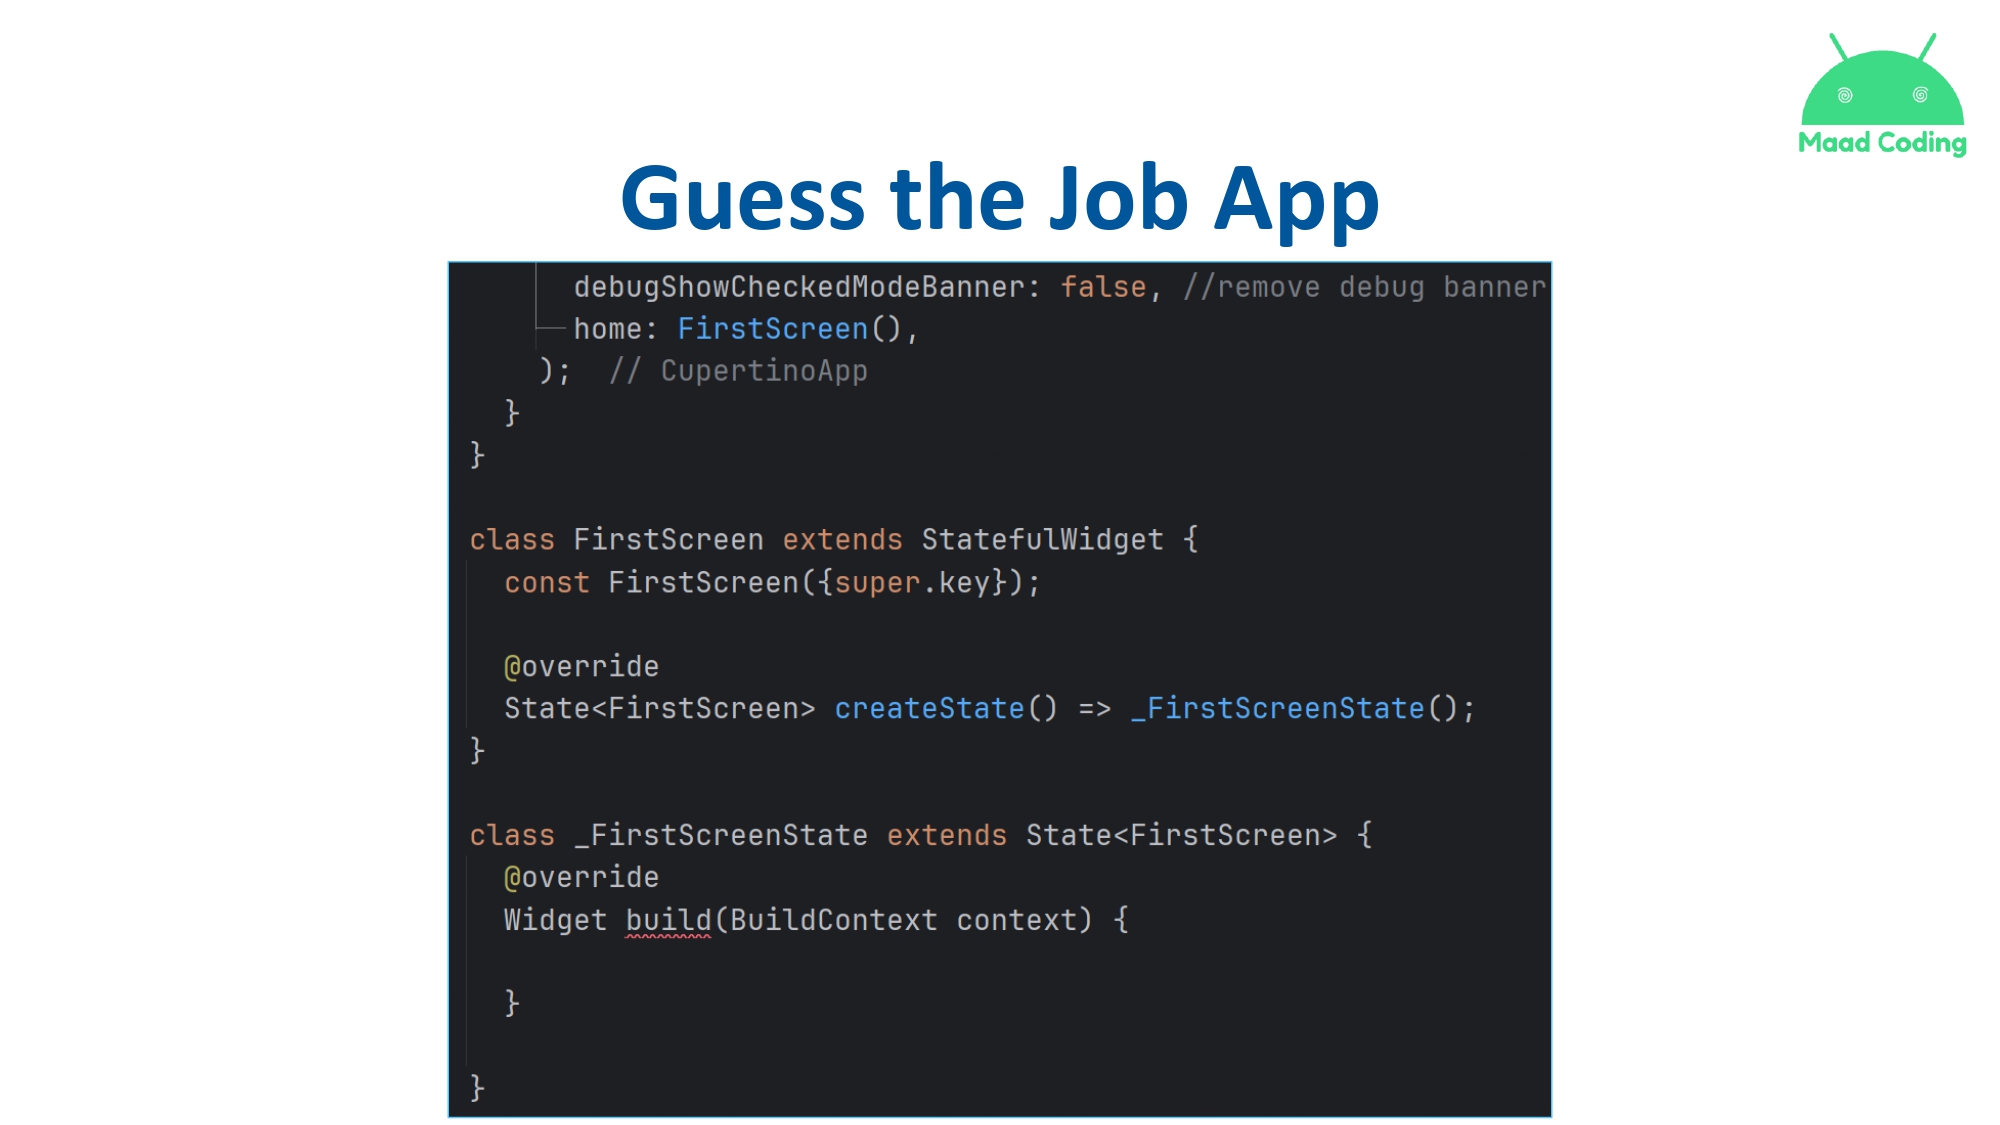 Maad Coding
Guess the Job App
debugShowCheckedModeBanner: false, //remove debug banner
home: FirstScreen(),
); // CupertinoApp
}
}
class FirstScreen extends StatefulWidget {
const FirstScreen({super.key});
@override
State<FirstScreen> createState() => _FirstScreenState();
}
class _FirstScreenState extends State<FirstScreen> {
@override
Widget build(BuildContext context) {
}
}